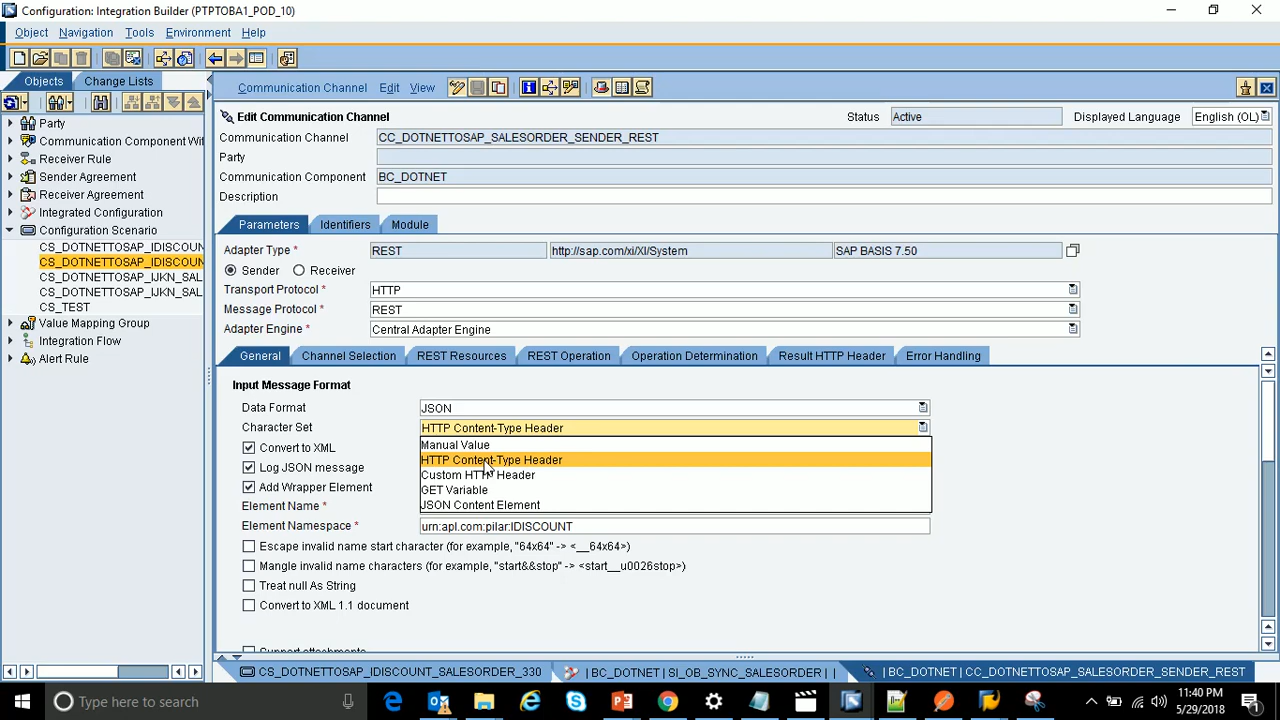 Configuration: Integration Builder (PTPTOBA1_POD_10)
Object Navigation Tools Environment Help
Objects Change Lists
Party
Communication Component Wit
Receiver Rule
Sender Agreement
Receiver Agreement
Integrated Configuration
Configuration Scenario
CS_DOTNETTOSAP_IDISCOUNT
CS_DOTNETTOSAP_IDISCOUN
CS_DOTNETTOSAP_IJKN_SAL
CS_DOTNETTOSAP_IJKN_SAL
CS_TEST
Value Mapping Group
Integration Flow
Alert Rule
Communication Channel Edit View
Edit Communication Channel
Status Active Displayed Language English (OL)
Communication Channel CC_DOTNETTOSAP_SALESORDER_SENDER_REST
Party
Communication Component BC_DOTNET
Description
Parameters Identifiers Module
Adapter Type * REST http://sap.com/xi/XI/System SAP BASIS 7.50
Sender Receiver
Transport Protocol * HTTP
Message Protocol * REST
Adapter Engine * Central Adapter Engine
General Channel Selection REST Resources REST Operation Operation Determination Result HTTP Header Error Handling
Input Message Format
Data Format JSON
Character Set HTTP Content-Type Header
Manual Value
HTTP Content-Type Header
Custom HTTP Header
GET Variable
JSON Content Element
Convert to XML
Log JSON message
Add Wrapper Element
Element Name *
Element Namespace * urn:apl.com:pilar:IDISCOUNT
Escape invalid name start character (for example, "64x64" -> <__64x64>)
Mangle invalid name characters (for example, "start&&stop" -> <start__u0026stop>)
Treat null As String
Convert to XML 1.1 document
Support attachments
CS_DOTNETTOSAP_IDISCOUNT_SALESORDER_330 | BC_DOTNET | SI_OB_SYNC_SALESORDER | | | BC_DOTNET | CC_DOTNETTOSAP_SALESORDER_SENDER_REST
Type here to search
11:40 PM
5/29/2018